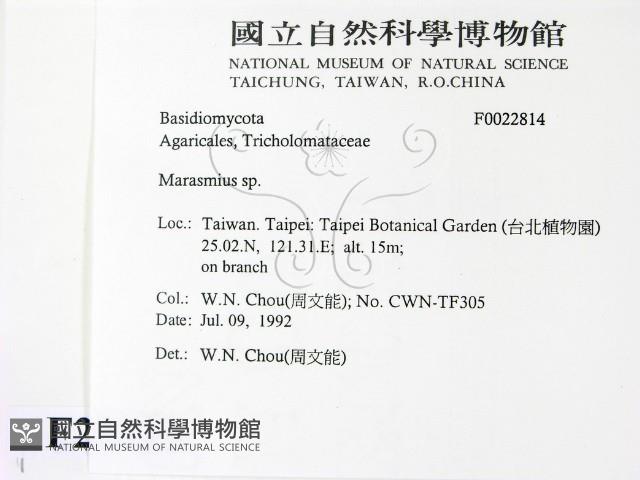 國立自然科學博物館
NATIONAL MUSEUM OF NATURAL SCIENCE
TAICHUNG, TAIWAN, R.O.CHINA
Basidiomycota F0022814
Agaricales, Tricholomataceae
Marasmius sp.
Loc.: Taiwan. Taipei: Taipei Botanical Garden (台北植物園)
25.02.N, 121.31.E; alt. 15m;
on branch
Col.: W.N. Chou(周文能); No. CWN-TF305
Date: Jul. 09, 1992
Det.: W.N. Chou(周文能)
F2
國立自然科學博物館
NATIONAL MUSEUM OF NATURAL SCIENCE